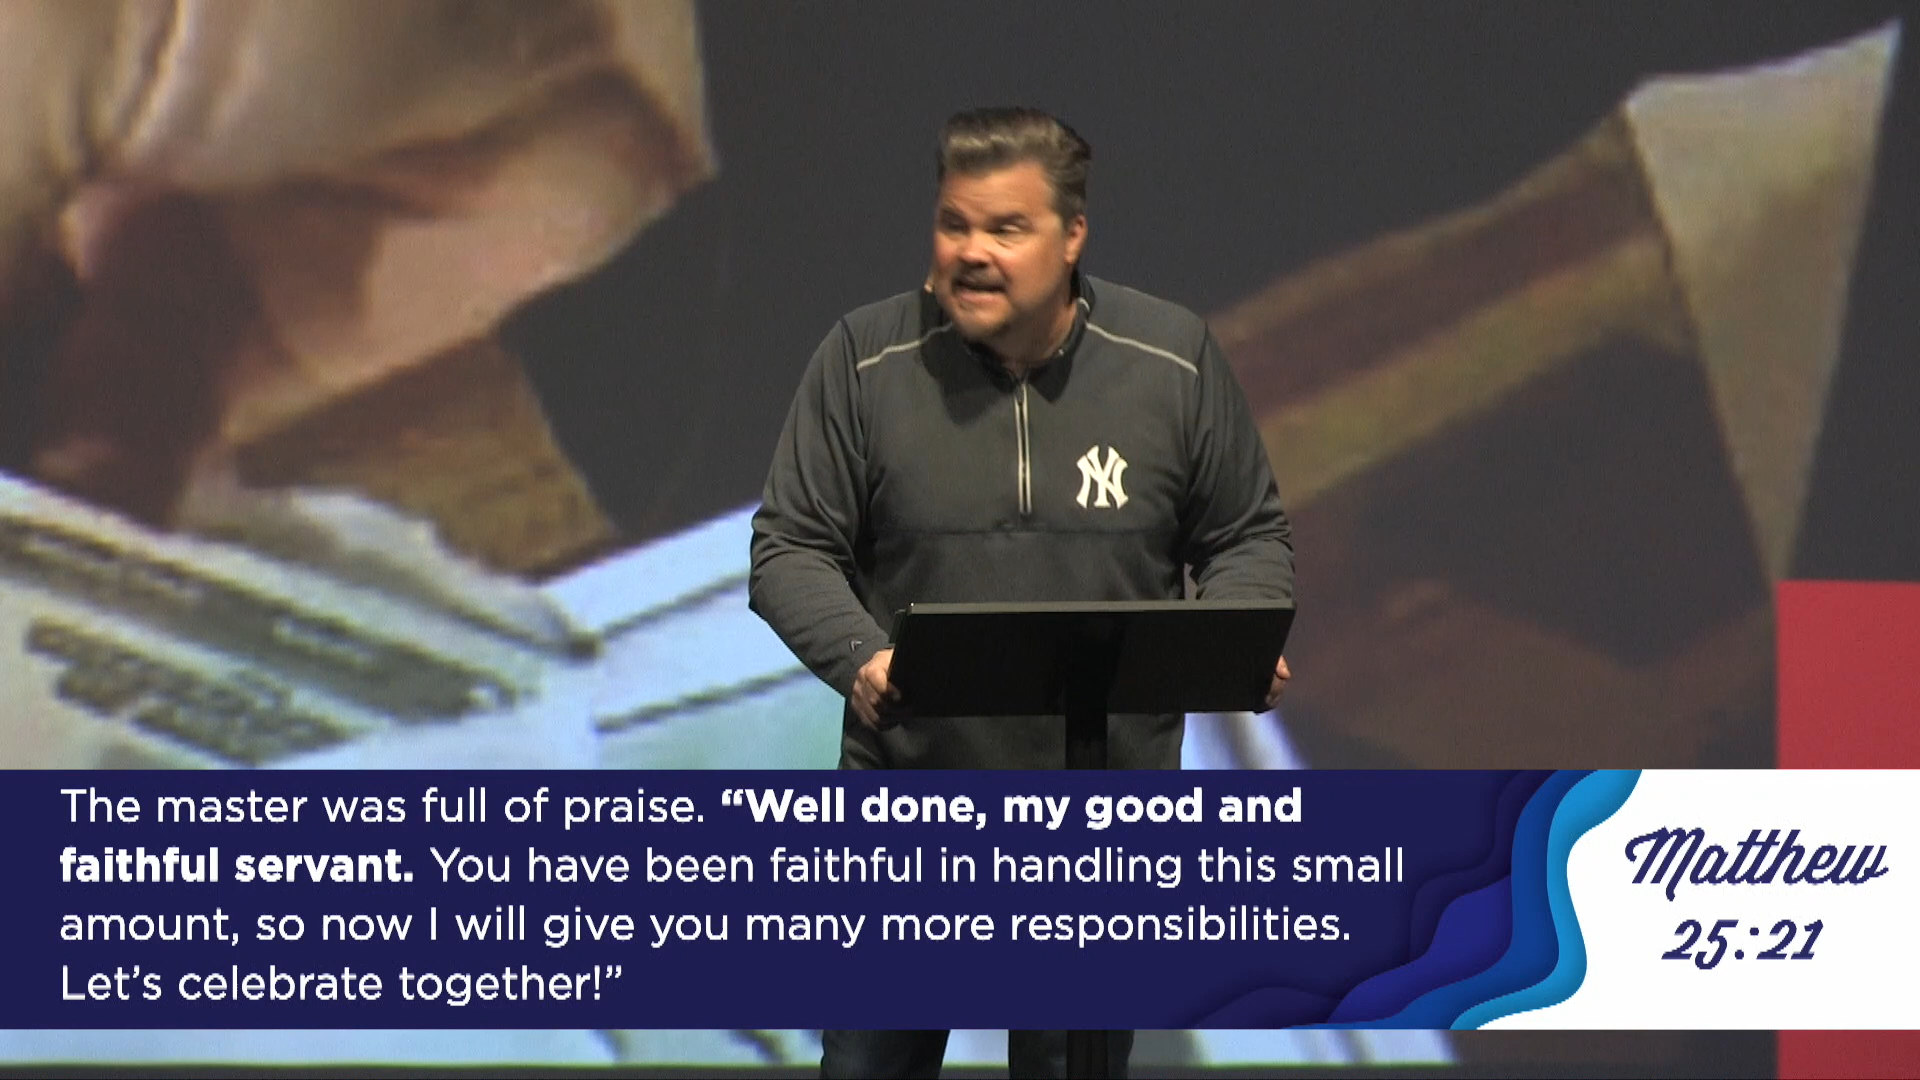 NY
The master was full of praise. “Well done, my good and
faithful servant. You have been faithful in handling this small
amount, so now I will give you many more responsibilities.
Let’s celebrate together!”
Matthew
25:21